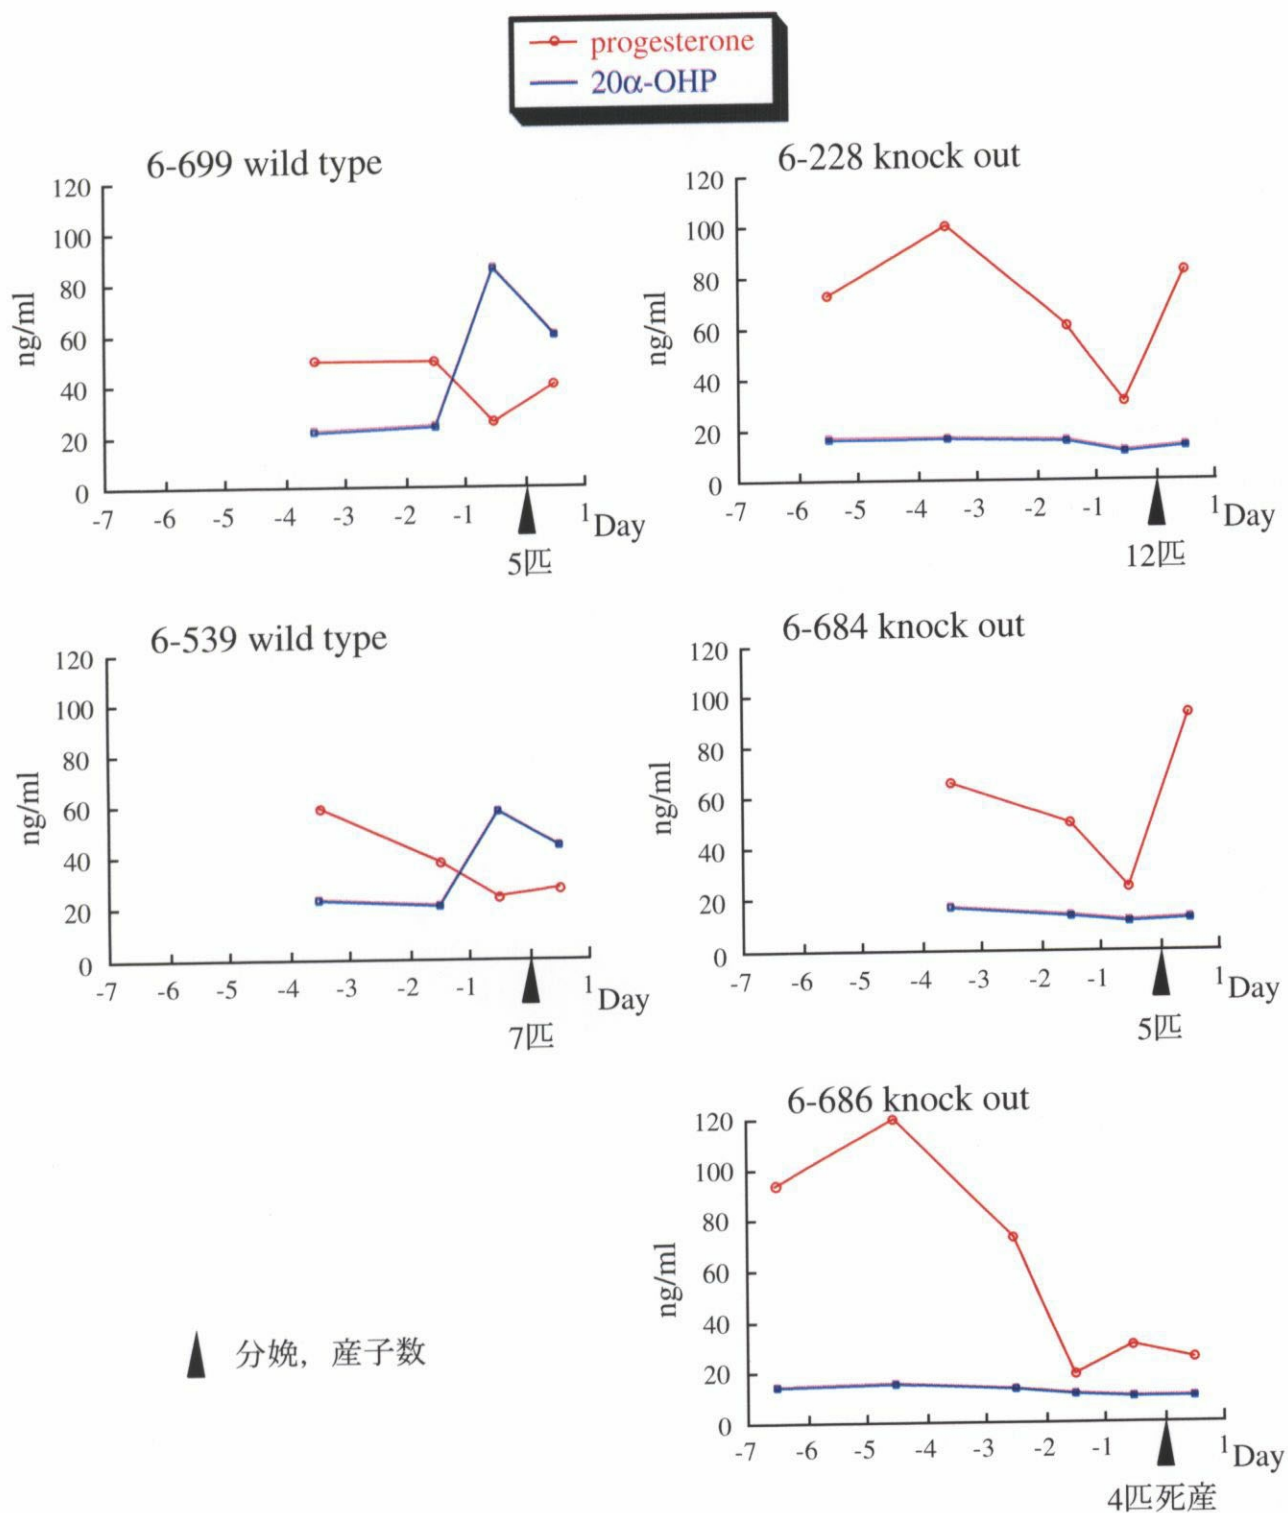 progesterone
20α-OHP
6-699 wild type
120
100
80
60
40
20
0
ng/ml
-7 -6 -5 -4 -3 -2 -1 1 Day
5匹
6-228 knock out
120
100
80
60
40
20
0
ng/ml
-7 -6 -5 -4 -3 -2 -1 1 Day
12匹
6-539 wild type
120
100
80
60
40
20
0
ng/ml
-7 -6 -5 -4 -3 -2 -1 1 Day
7匹
6-684 knock out
120
100
80
60
40
20
0
ng/ml
-7 -6 -5 -4 -3 -2 -1 1 Day
5匹
6-686 knock out
120
100
80
60
40
20
0
ng/ml
-7 -6 -5 -4 -3 -2 -1 1 Day
4匹死産
分娩，産子数